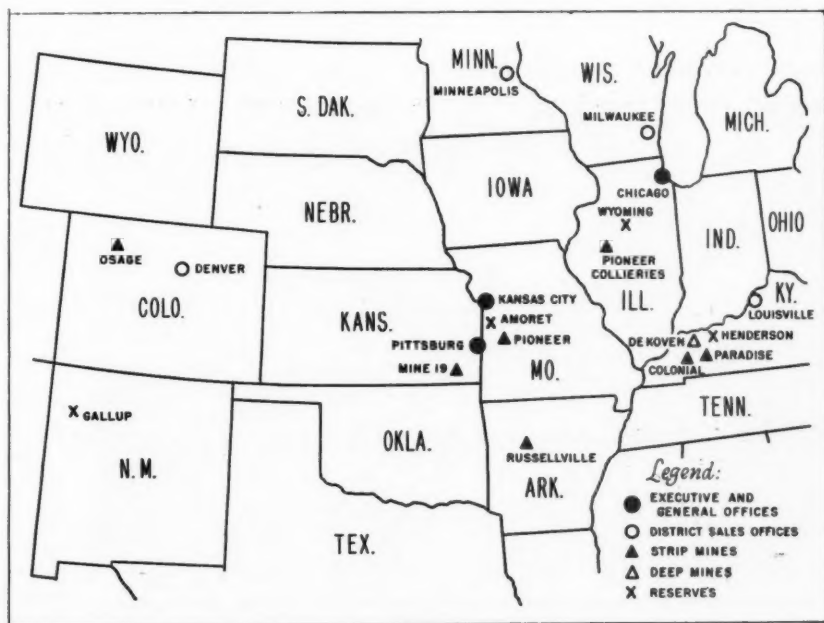 MINN.
MINNEAPOLIS
WIS.
MILWAUKEE
MICH.
S. DAK.
WYO.
IOWA
CHICAGO
NEBR.
WYOMING
OHIO
IND.
OSAGE
DENVER
PIONEER
COLLIERIES
COLO.
KANS.
KANSAS CITY
ILL.
KY.
LOUISVILLE
AMORET
PITTSBURG
PIONEER
DE KOVEN
HENDERSON
PARADISE
COLONIAL
MINE 19
MO.
TENN.
GALLUP
OKLA.
N. M.
RUSSELLVILLE
ARK.
TEX.
Legend:
EXECUTIVE AND
GENERAL OFFICES
DISTRICT SALES OFFICES
STRIP MINES
DEEP MINES
X RESERVES